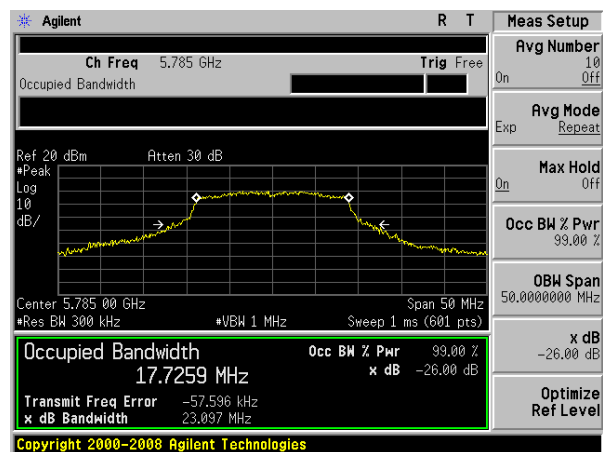 Agilent R T
Ch Freq 5.785 GHz Trig Free
Occupied Bandwidth
Ref 20 dBm Atten 30 dB
#Peak
Log
10
dB/
Center 5.785 00 GHz Span 50 MHz
#Res BW 300 kHz #VBW 1 MHz Sweep 1 ms (601 pts)
Occupied Bandwidth Occ BW % Pwr 99.00 %
17.7259 MHz x dB -26.00 dB
Transmit Freq Error -57.596 kHz
x dB Bandwidth 23.097 MHz
Copyright 2000-2008 Agilent Technologies
Meas Setup
Avg Number
10
On Off
Avg Mode
Exp Repeat
Max Hold
On Off
Occ BW % Pwr
99.00 %
OBW Span
50.0000000 MHz
x dB
-26.00 dB
Optimize
Ref Level